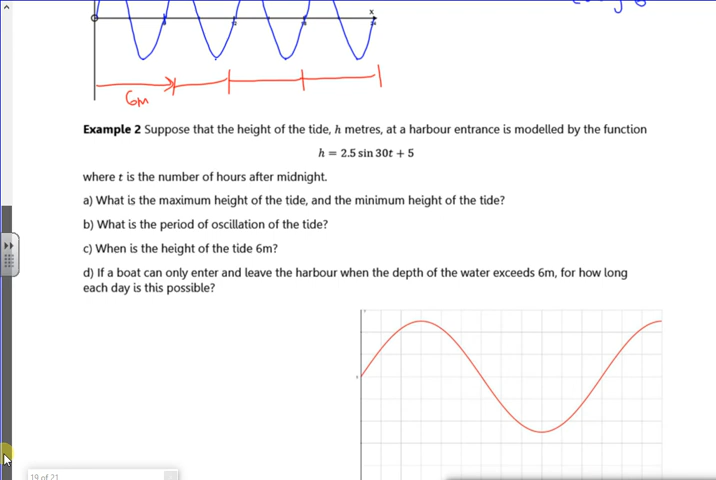 x
6m
Example 2 Suppose that the height of the tide, h metres, at a harbour entrance is modelled by the function
h = 2.5 sin 30t + 5
where t is the number of hours after midnight.
a) What is the maximum height of the tide, and the minimum height of the tide?
b) What is the period of oscillation of the tide?
c) When is the height of the tide 6m?
d) If a boat can only enter and leave the harbour when the depth of the water exceeds 6m, for how long
each day is this possible?
19 of 21